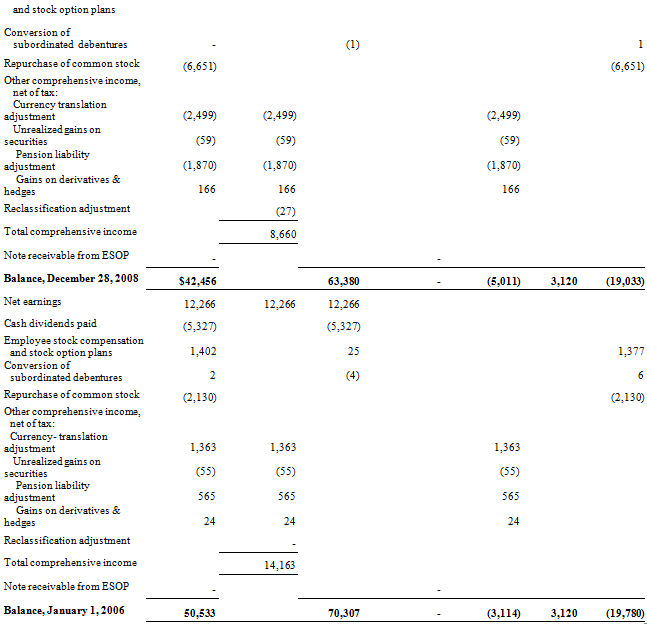 and stock option plans
Conversion of
subordinated debentures - (1) 1
Repurchase of common stock (6,651) (6,651)
Other comprehensive income,
net of tax:
Currency translation
adjustment (2,499) (2,499) (2,499)
Unrealized gains on
securities (59) (59) (59)
Pension liability
adjustment (1,870) (1,870) (1,870)
Gains on derivatives &
hedges 166 166 166
Reclassification adjustment (27)
Total comprehensive income 8,660
Note receivable from ESOP - -
Balance, December 28, 2008 $42,456 63,380 - (5,011) 3,120 (19,033)
Net earnings 12,266 12,266 12,266
Cash dividends paid (5,327) (5,327)
Employee stock compensation
and stock option plans 1,402 25 1,377
Conversion of
subordinated debentures 2 (4) 6
Repurchase of common stock (2,130) (2,130)
Other comprehensive income,
net of tax:
Currency- translation
adjustment 1,363 1,363 1,363
Unrealized gains on
securities (55) (55) (55)
Pension liability
adjustment 565 565 565
Gains on derivatives &
hedges 24 24 24
Reclassification adjustment -
Total comprehensive income 14,163
Note receivable from ESOP - -
Balance, January 1, 2006 50,533 70,307 - (3,114) 3,120 (19,780)